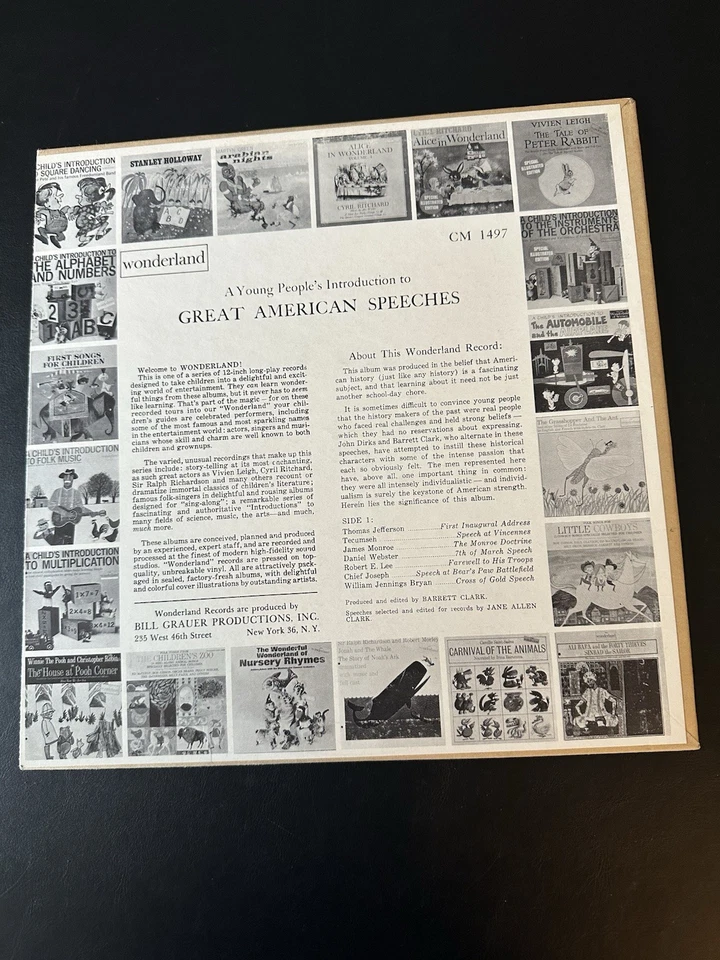 A CHILD'S INTRODUCTION
SQUARE DANCING
STANLEY HOLLOWAY
arabian
nights
ALICE
IN WONDERLAND
CYRIL RITCHARD
CYRIL RITCHARD
Alice in Wonderland
VIVIEN LEIGH
THE TALE OF
PETER RABBIT
SPECIAL
ILLUSTRATED
EDITION
CHILD'S INTRODUCTION TO
THE ALPHABET
AND NUMBERS
wonderland
CM 1497
A CHILD'S INTRODUCTION
TO THE INSTRUMENTS
OF THE ORCHESTRA
A Young People's Introduction to
GREAT AMERICAN SPEECHES
A CHILD'S INTRODUCTION TO
The AUTOMOBILE
and the
FIRST SONGS
FOR CHILDREN
Welcome to WONDERLAND!
This is one of a series of 12-inch long-play records
designed to take children into a delightful and excit-
ing world of entertainment. They can learn wonder-
ful things from these albums, but it never has to seem
like learning. That's part of the magic – for on these
recorded tours into our "Wonderland" your chil-
dren's guides are celebrated performers, including
some of the most famous and most sparkling names
in the entertainment world: actors, singers and musi-
cians whose skill and charm are well known to both
children and grownups.
The varied, unusual recordings that make up this
series include: story-telling at its most enchanting,
as such great actors as Vivien Leigh, Cyril Ritchard,
Sir Ralph Richardson and many others recount or
dramatize immortal classics of children's literature;
famous folk-singers in delightful and rousing albums
designed for "sing-along"; a remarkable series of
fascinating and authoritative "Introductions" to
many fields of science, music, the arts—and much,
much more.
These albums are conceived, planned and produced
by an experienced, expert staff, and are recorded and
processed at the finest of modern high-fidelity sound
studios. "Wonderland" records are pressed on top-
quality, unbreakable vinyl. All are attractively pack-
aged in sealed, factory-fresh albums, with delightful
and colorful cover illustrations by outstanding artists.
Wonderland Records are produced by
BILL GRAUER PRODUCTIONS, INC.
235 West 46th Street New York 36, N. Y.
About This Wonderland Record:
This album was produced in the belief that Ameri-
can history (just like any history) is a fascinating
subject, and that learning about it need not be just
another school-day chore.
It is sometimes difficult to convince young people
that the history makers of the past were real people
who faced real challenges and held strong beliefs—
which they had no reservations about expressing.
John Dirks and Barrett Clark, who alternate in these
speeches, have attempted to instill these historical
characters with some of the intense passion that
each so obviously felt. The men represented here
have, above all, one important thing in common:
they were all intensely individualistic — and individ-
ualism is surely the keystone of American strength.
Herein lies the significance of this album.
SIDE 1:
Thomas Jefferson First Inaugural Address
Tecumseh Speech at Vincennes
James Monroe The Monroe Doctrine
Daniel Webster 7th of March Speech
Robert E. Lee Farewell to His Troops
Chief Joseph Speech at Bear's Paw Battlefield
William Jennings Bryan Cross of Gold Speech
Produced and edited by BARRETT CLARK.
Speeches selected and edited for records by JANE ALLEN
CLARK.
A CHILD'S INTRODUCTION
TO FOLK MUSIC
The Grasshopper And The Ant
A CHILD'S INTRODUCTION
TO MULTIPLICATION
1×7=7
2×4=8
LITTLE COWBOYS
Winnie The Pooh and Christopher Robin
The House at Pooh Corner
THE CHILDREN'S ZOO
The Wonderful
Wonderland of
Nursery Rhymes
Sir Ralph Richardson and Robert Morley
Jonah and The Whale
The Story of Noah's Ark
CARNIVAL OF THE ANIMALS
ALI BABA and the FORTY THIEVES
SINBAD the SAILOR